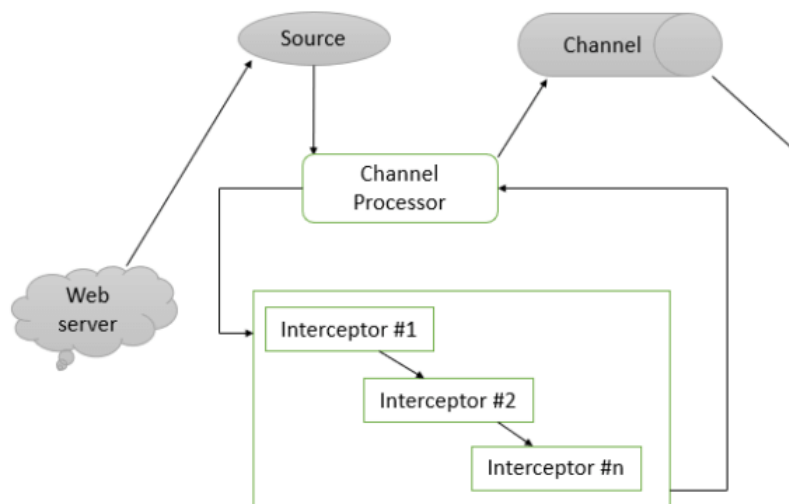 Source
Channel
Channel
Processor
Web
server
Interceptor #1
Interceptor #2
Interceptor #n